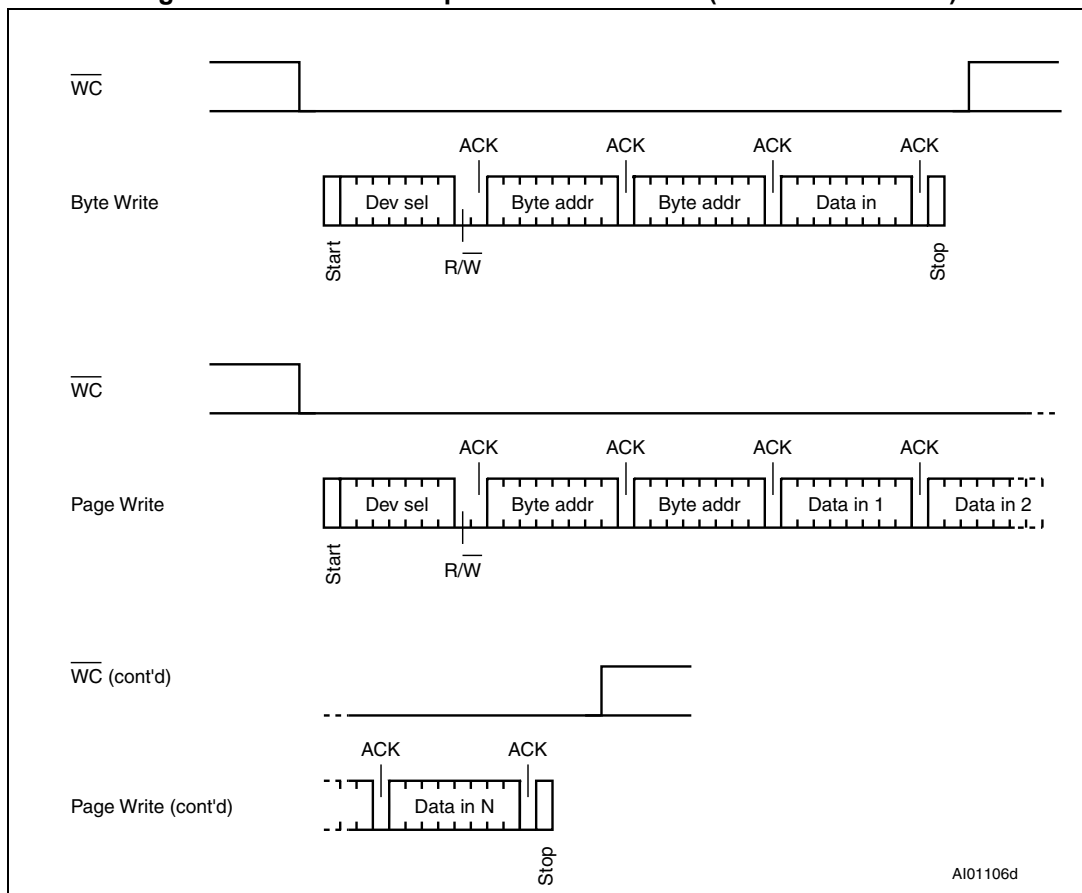 WC
ACK ACK ACK ACK
Byte Write Dev sel Byte addr Byte addr Data in
Start R/W Stop
WC
ACK ACK ACK ACK
Page Write Dev sel Byte addr Byte addr Data in 1 Data in 2
Start R/W
WC (cont'd)
ACK ACK
Page Write (cont'd) Data in N
Stop
AI01106d